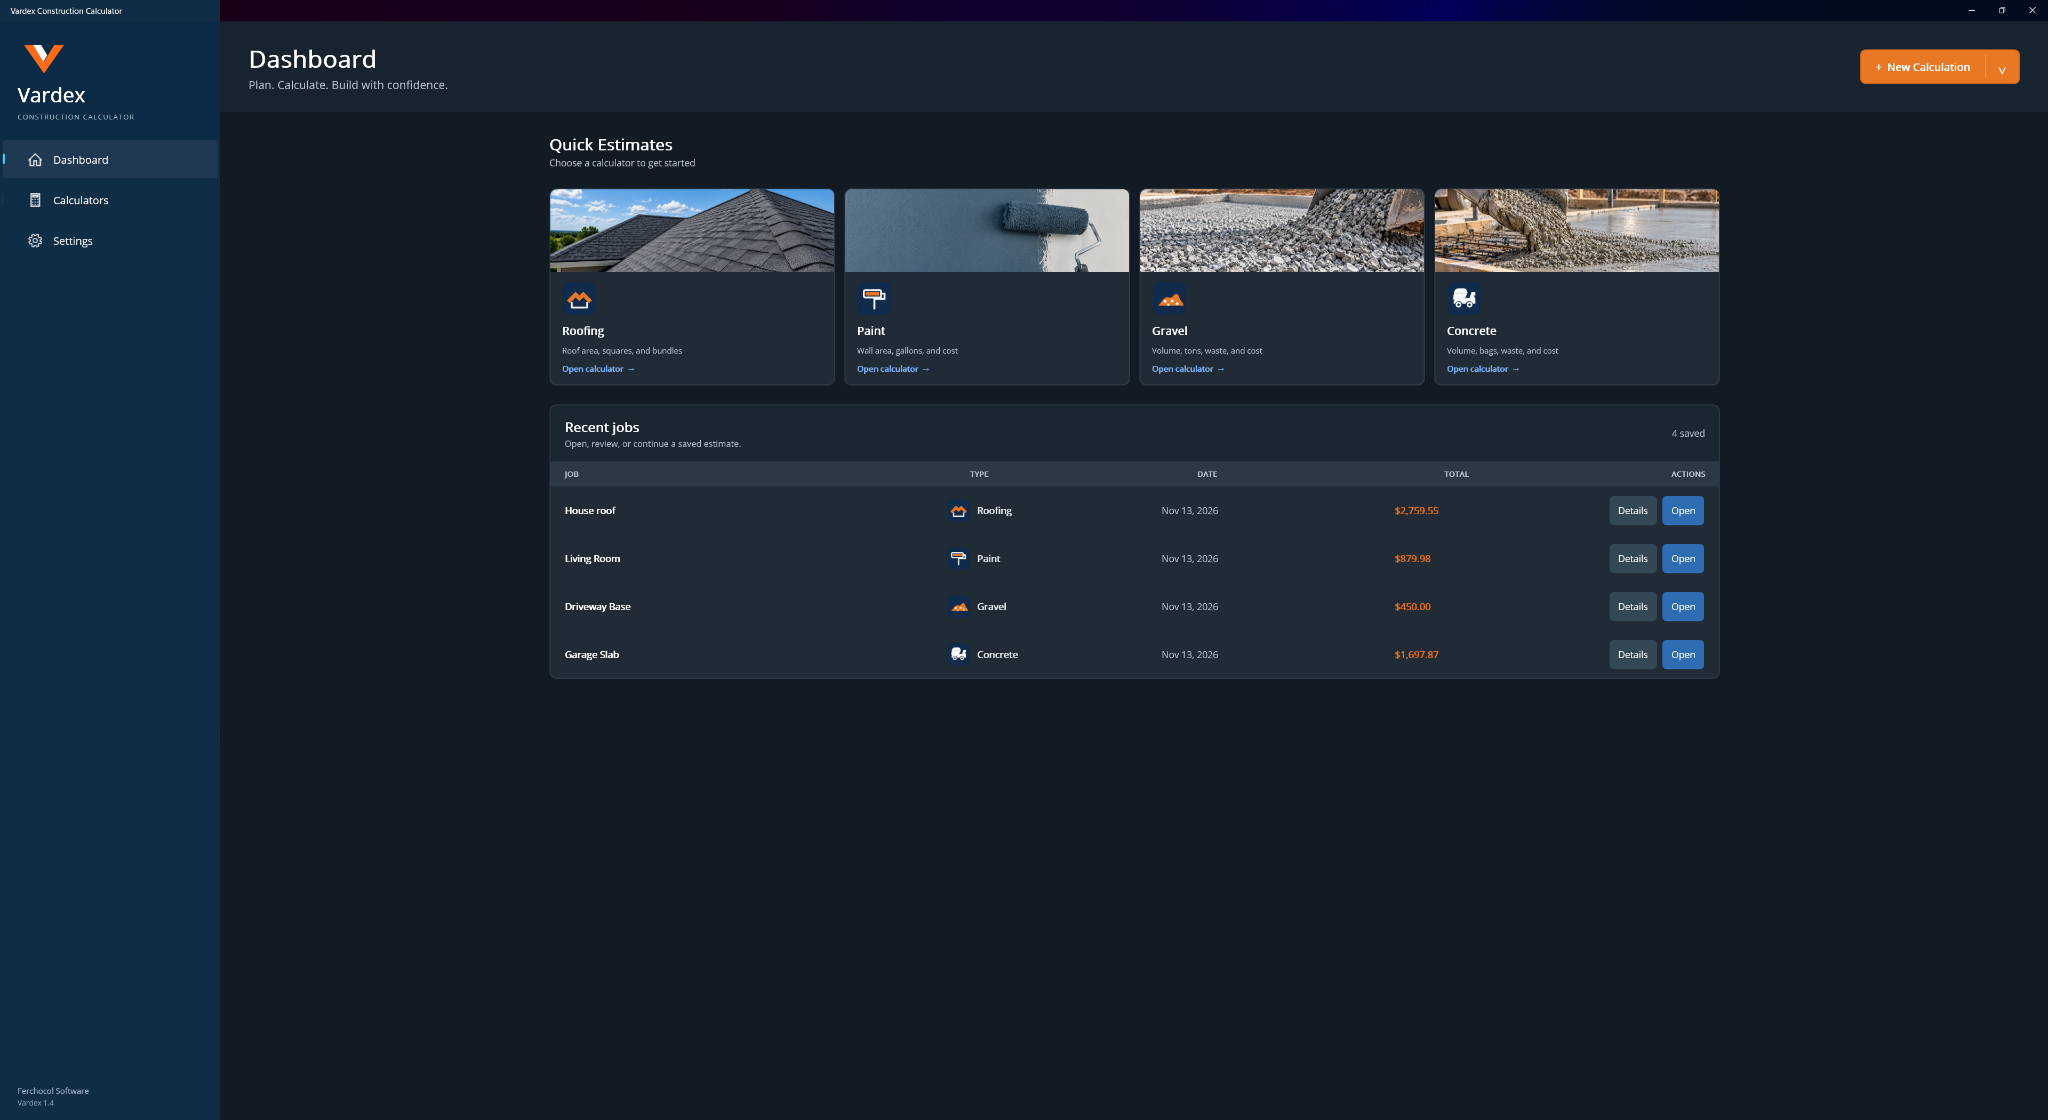 Vardex Construction Calculator
Vardex
CONSTRUCTION CALCULATOR
Dashboard
Calculators
Settings
Ferchocol Software
Vardex 1.4
Dashboard
Plan. Calculate. Build with confidence.
+ New Calculation
Quick Estimates
Choose a calculator to get started
Roofing
Roof area, squares, and bundles
Open calculator →
Paint
Wall area, gallons, and cost
Open calculator →
Gravel
Volume, tons, waste, and cost
Open calculator →
Concrete
Volume, bags, waste, and cost
Open calculator →
Recent jobs
Open, review, or continue a saved estimate.
4 saved
JOB TYPE DATE TOTAL ACTIONS
House roof Roofing Nov 13, 2026 $2,759.55 Details Open
Living Room Paint Nov 13, 2026 $879.98 Details Open
Driveway Base Gravel Nov 13, 2026 $450.00 Details Open
Garage Slab Concrete Nov 13, 2026 $1,697.87 Details Open